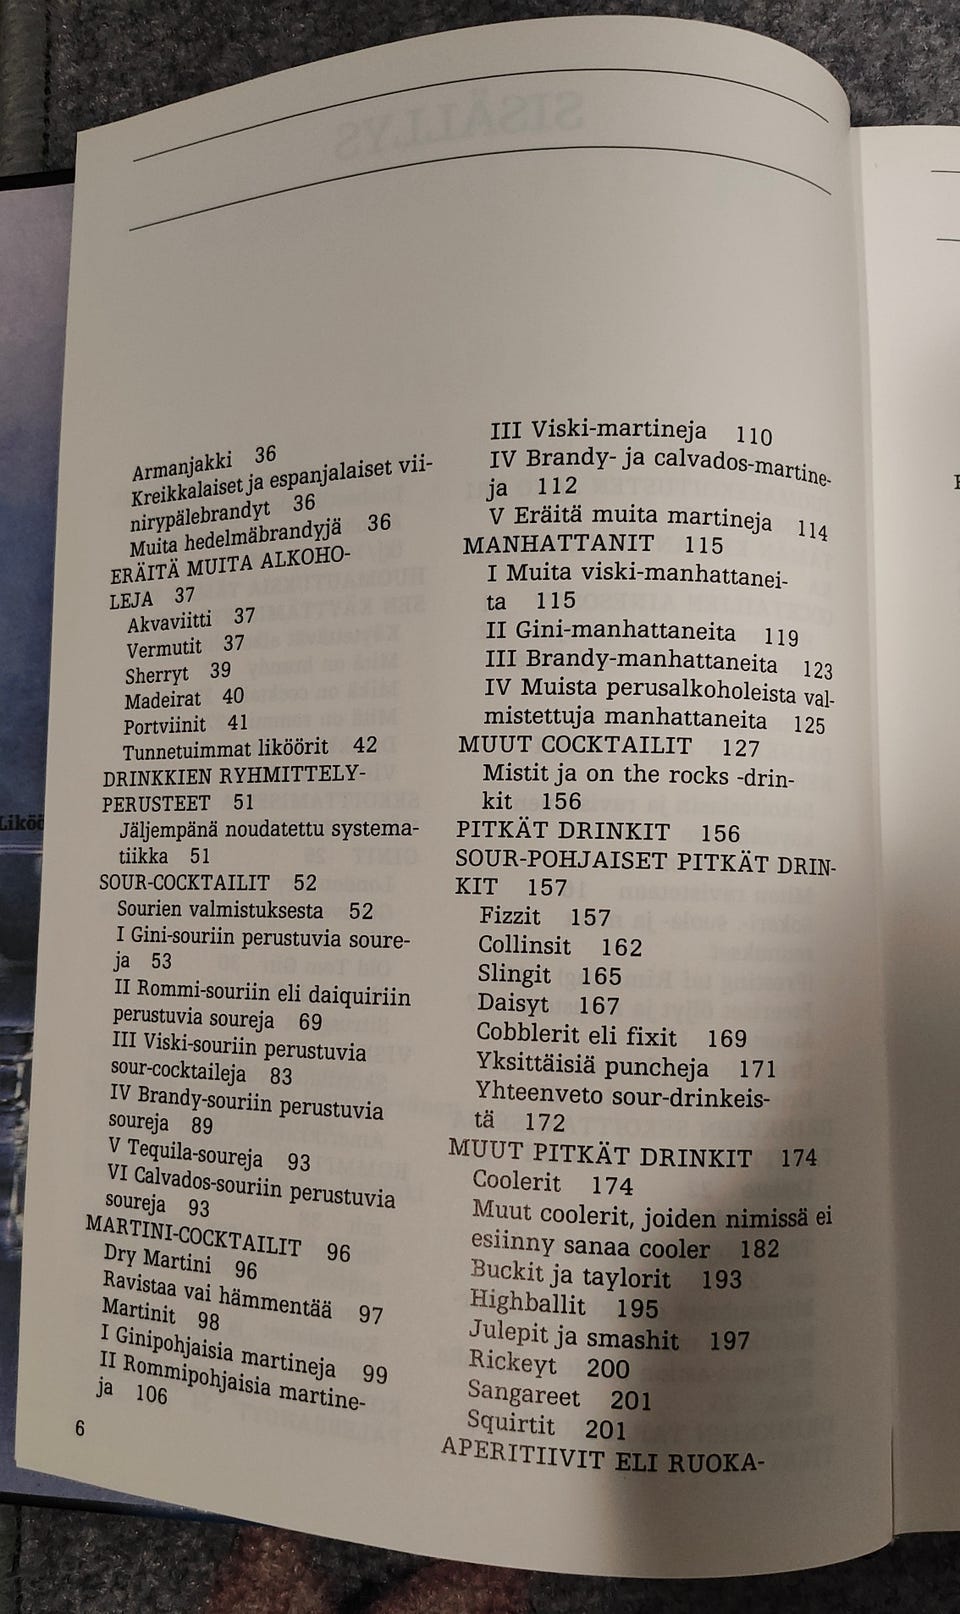 SISÄLLYS
Armanjakki 36
Kreikkalaiset ja espanjalaiset vii-
nirypälebrandyt 36
Muita hedelmäbrandyjä 36
ERÄITÄ MUITA ALKOHO-
LEJA 37
Akvaviitti 37
Vermutit 37
Sherryt 39
Madeirat 40
Portviinit 41
Tunnetuimmat liköörit 42
DRINKKIEN RYHMITTELY-
PERUSTEET 51
Jäljempänä noudatettu systema-
tiikka 51
SOUR-COCKTAILIT 52
Sourien valmistuksesta 52
I Gini-souriin perustuvia soure-
ja 53
II Rommi-souriin eli daiquiriin
perustuvia soureja 69
III Viski-souriin perustuvia
sour-cocktaileja 83
IV Brandy-souriin perustuvia
soureja 89
V Tequila-soureja 93
VI Calvados-souriin perustuvia
soureja 93
MARTINI-COCKTAILIT 96
Dry Martini 96
Ravistaa vai hämmentää 97
Martinit 98
I Ginipohjaisia martineja 99
II Rommipohjaisia martine-
ja 106
6
III Viski-martineja 110
IV Brandy- ja calvados-martine-
ja 112
V Eräitä muita martineja 114
MANHATTANIT 115
I Muita viski-manhattanei-
ta 115
II Gini-manhattaneita 119
III Brandy-manhattaneita 123
IV Muista perusalkoholeista val-
mistettuja manhattaneita 125
MUUT COCKTAILIT 127
Mistit ja on the rocks -drin-
kit 156
PITKÄT DRINKIT 156
SOUR-POHJAISET PITKÄT DRIN-
KIT 157
Fizzit 157
Collinsit 162
Slingit 165
Daisyt 167
Cobblerit eli fixit 169
Yksittäisiä puncheja 171
Yhteenveto sour-drinkeis-
tä 172
MUUT PITKÄT DRINKIT 174
Coolerit 174
Muut coolerit, joiden nimissä ei
esiinny sanaa cooler 182
Buckit ja taylorit 193
Highballit 195
Julepit ja smashit 197
Rickeyt 200
Sangareet 201
Squirtit 201
APERITIIVIT ELI RUOKA-